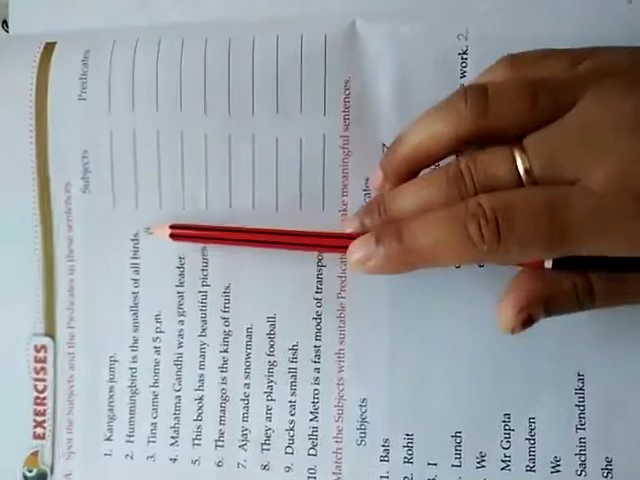 EXERCISES
A. Spot the Subjects and the Predicates in these sentences.
Subjects Predicates
1. Kangaroos jump.
2. Hummingbird is the smallest of all birds.
3. Tina came home at 5 p.m.
4. Mahatma Gandhi was a great leader.
5. This book has many beautiful pictures
6. The mango is the king of fruits.
7. Ajay made a snowman.
8. They are playing football.
9. Ducks eat small fish.
10. Delhi Metro is a fast mode of transpo
Match the Subjects with suitable Predicat ake meaningful sentences.
Subjects
1. Bats
2. Rohit
3. I
Lunch
We
Mr Gupta
Ramdeen
We
Sachin Tendulkar
She
work. 2